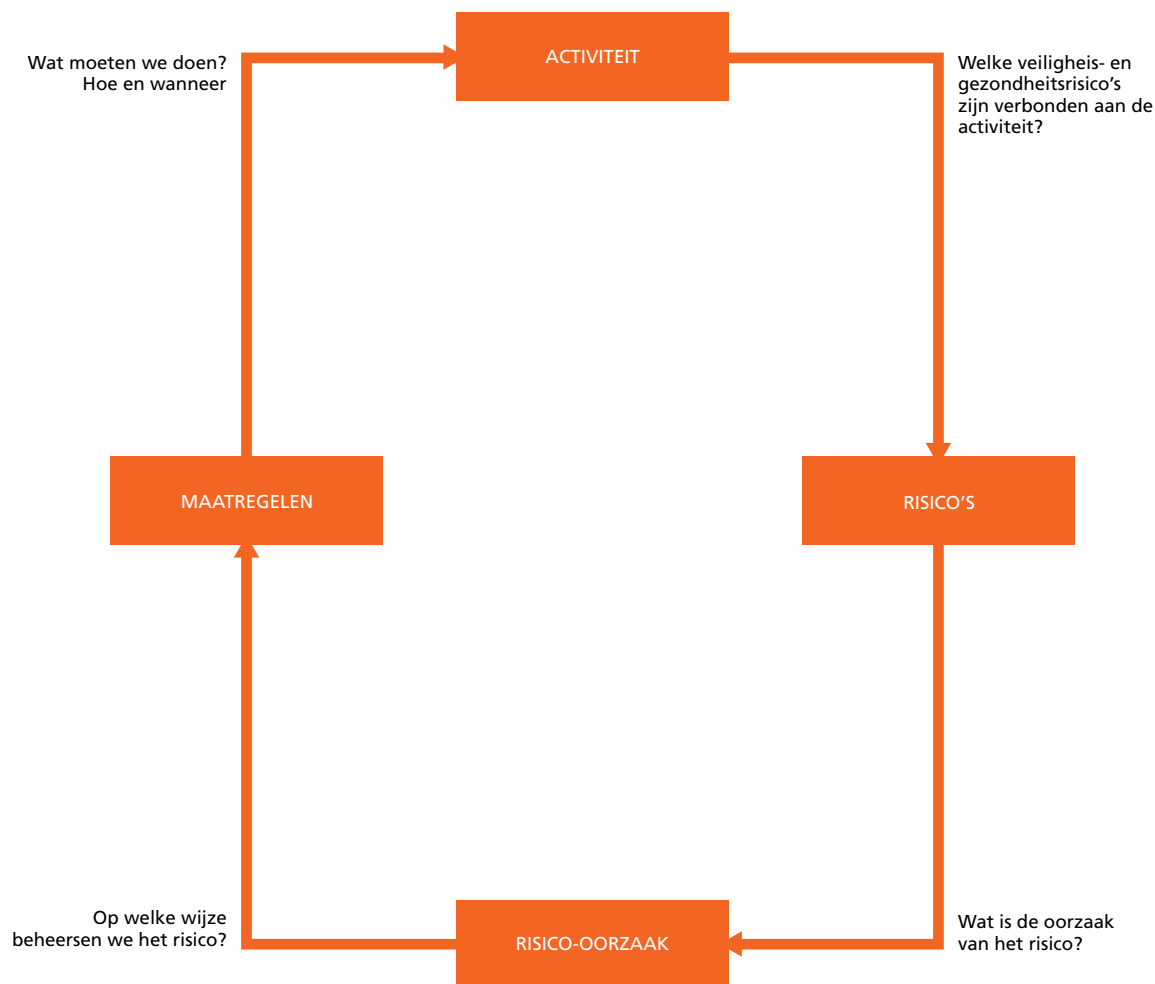 ACTIVITEIT
Wat moeten we doen?
Hoe en wanneer
Welke veiligheis- en
gezondheitsrisico’s
zijn verbonden aan de
activiteit?
MAATREGELEN
RISICO’S
Op welke wijze
beheersen we het risico?
RISICO-OORZAAK
Wat is de oorzaak
van het risico?